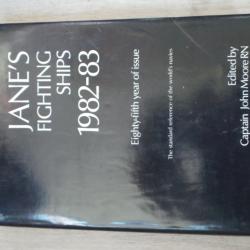 JANE'S
FIGHTING
SHIPS
1982-83
Eighty-fifth year of issue
The standard reference of the world's navies
Edited by
Captain John Moore RN